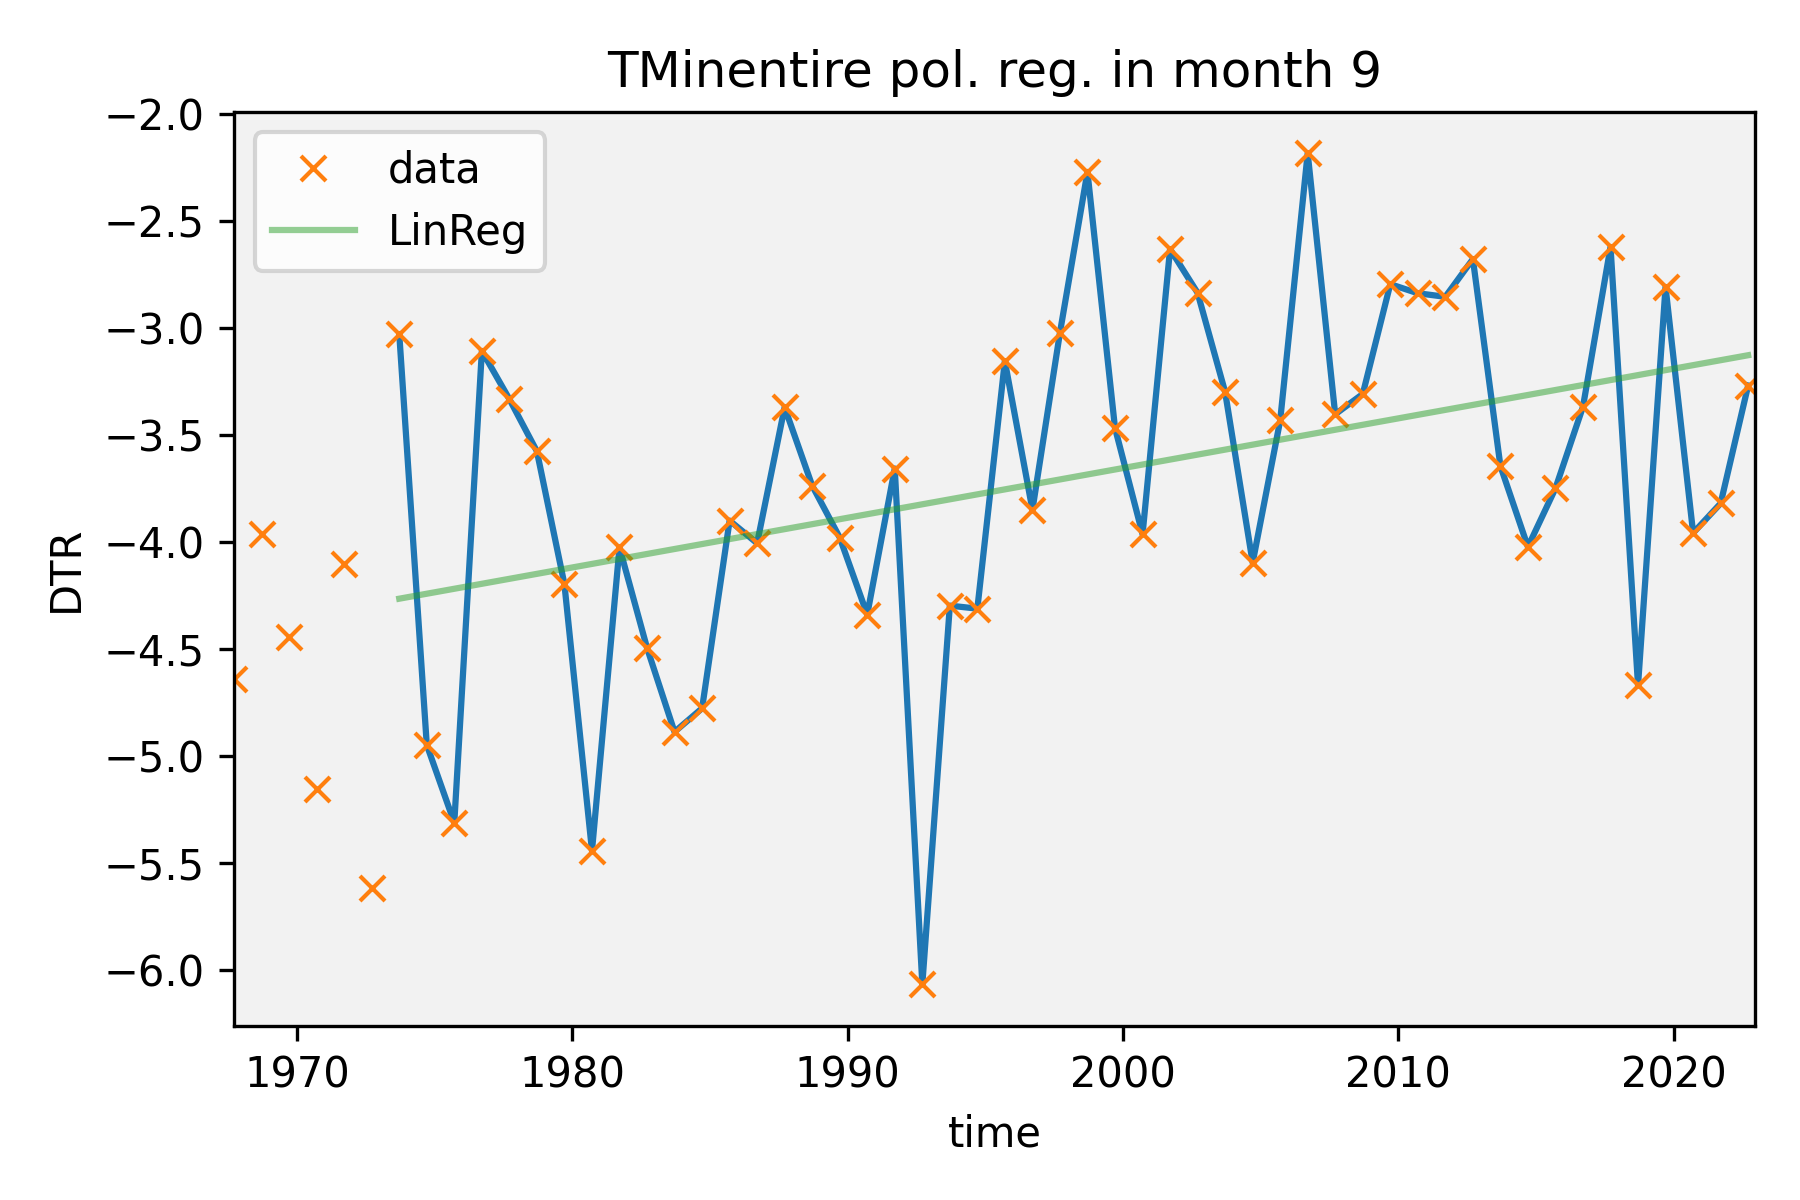 TMinentire pol. reg. in month 9
data
LinReg
−2.0
−2.5
−3.0
−3.5
−4.0
−4.5
−5.0
−5.5
−6.0
DTR
1970 1980 1990 2000 2010 2020
time